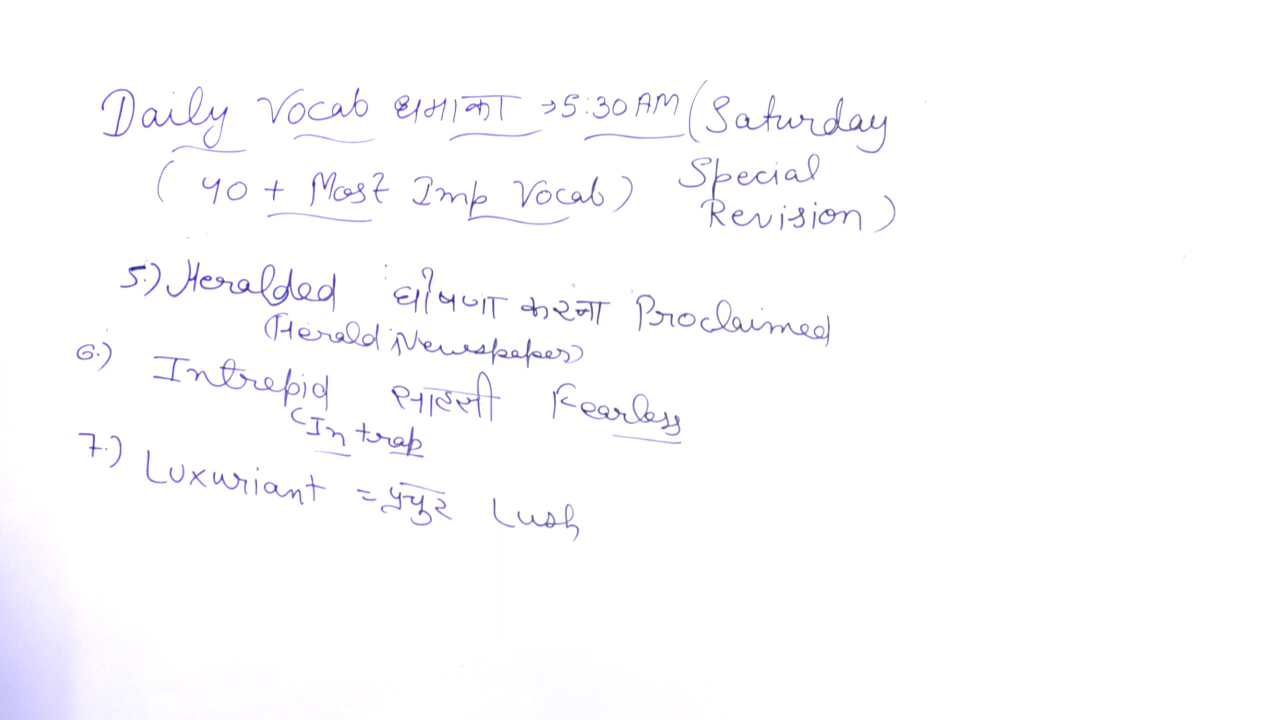 Daily Vocab धमाका → 5:30 AM (Saturday
(40 + Most Imp Vocab) Special
Revision)
5.) Heralded घोषणा करना Proclaimed
(Herald Newspaper)
6.) Intrepid साहसी Fearless
(In trap
7.) Luxuriant = प्रचुर Lush